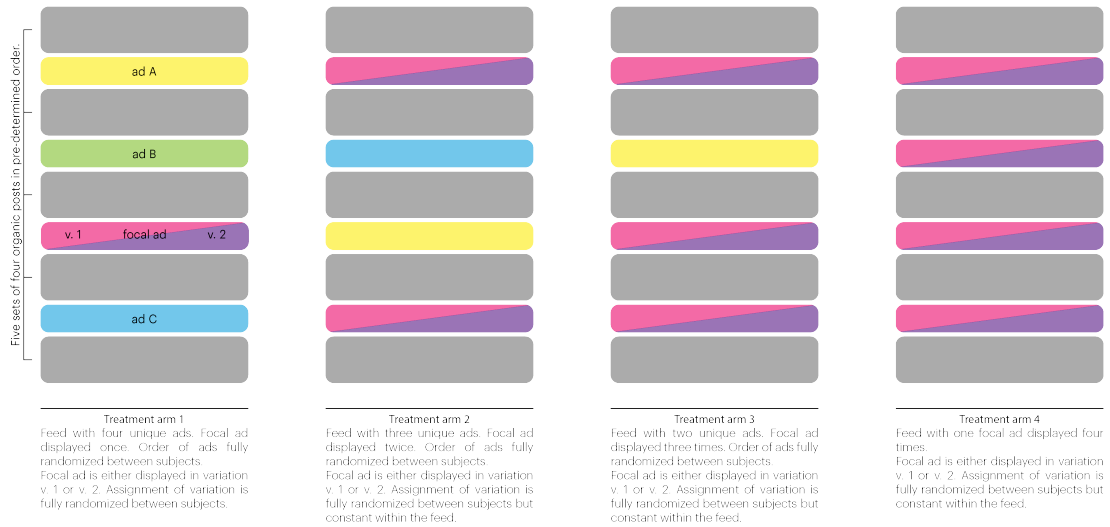 Five sets of four organic posts in pre-determined order.
ad A
ad B
v. 1 focal ad v. 2
ad C
Treatment arm 1
Feed with four unique ads. Focal ad
displayed once. Order of ads fully
randomized between subjects.
Focal ad is either displayed in variation
v. 1 or v. 2. Assignment of variation is
fully randomized between subjects.
Treatment arm 2
Feed with three unique ads. Focal ad
displayed twice. Order of ads fully
randomized between subjects.
Focal ad is either displayed in variation
v. 1 or v. 2. Assignment of variation is
fully randomized between subjects but
constant within the feed.
Treatment arm 3
Feed with two unique ads. Focal ad
displayed three times. Order of ads fully
randomized between subjects.
Focal ad is either displayed in variation
v. 1 or v. 2. Assignment of variation is
fully randomized between subjects but
constant within the feed.
Treatment arm 4
Feed with one focal ad displayed four
times.
Focal ad is either displayed in variation
v. 1 or v. 2. Assignment of variation is
fully randomized between subjects but
constant within the feed.